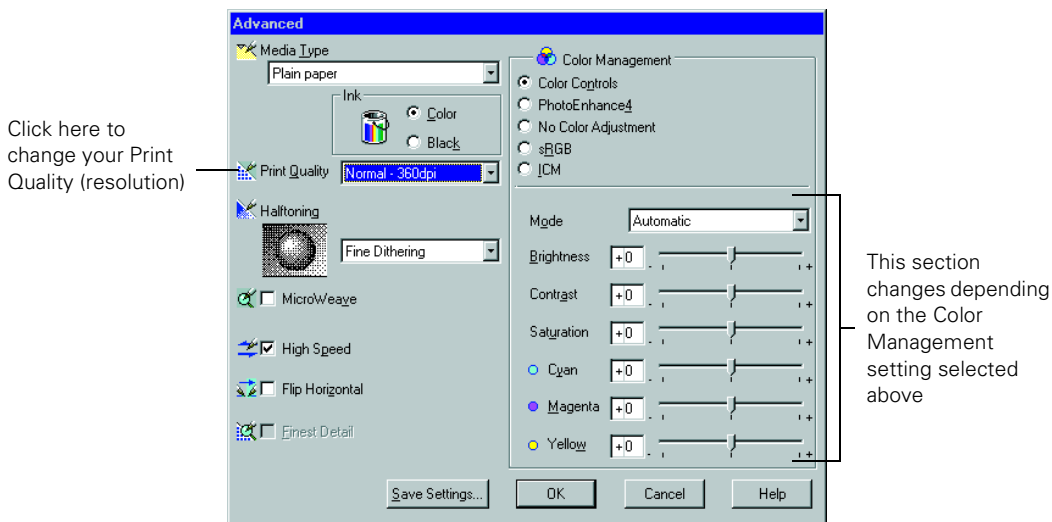 Advanced
Media Type
Plain paper
Ink
Color
Black
Click here to
change your Print
Quality (resolution)
Print Quality
Normal - 360dpi
Halftoning
Fine Dithering
MicroWeave
High Speed
Flip Horizontal
Finest Detail
Color Management
Color Controls
PhotoEnhance4
No Color Adjustment
sRGB
ICM
Mode
Automatic
Brightness
+0
- +
Contrast
+0
- +
Saturation
+0
- +
Cyan
+0
- +
Magenta
+0
- +
Yellow
+0
- +
This section
changes depending
on the Color
Management
setting selected
above
Save Settings...
OK
Cancel
Help